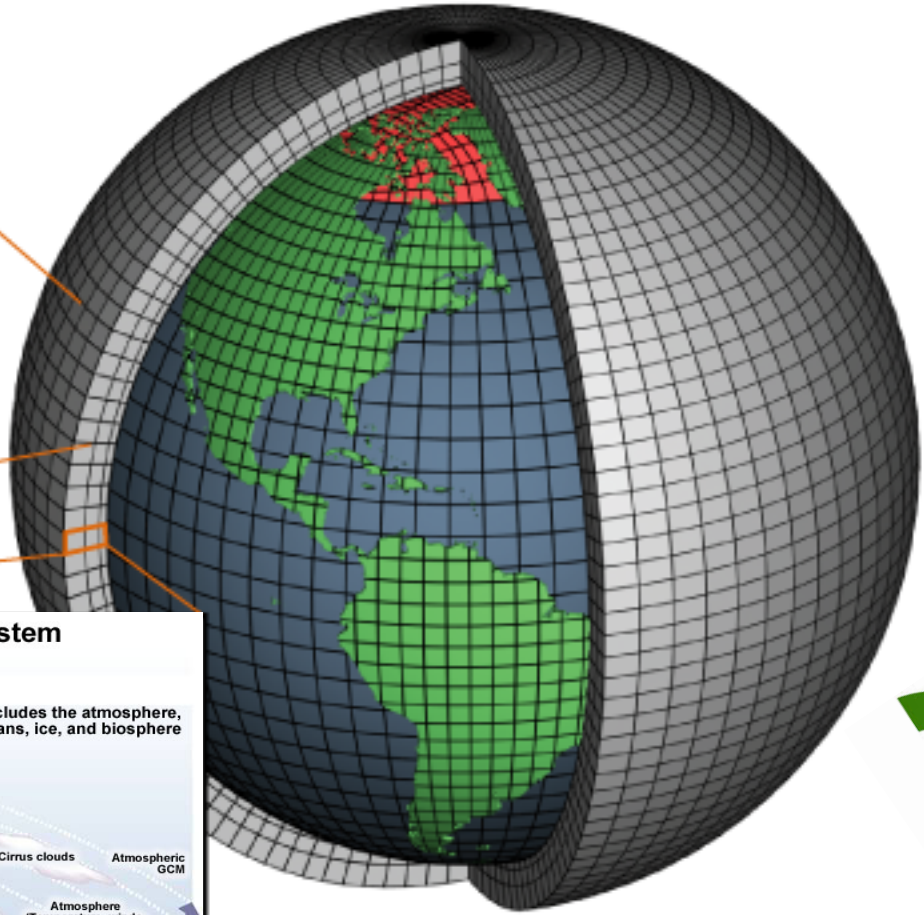 stem
cludes the atmosphere,
ans, ice, and biosphere
Cirrus clouds
Atmospheric
GCM
Atmosphere